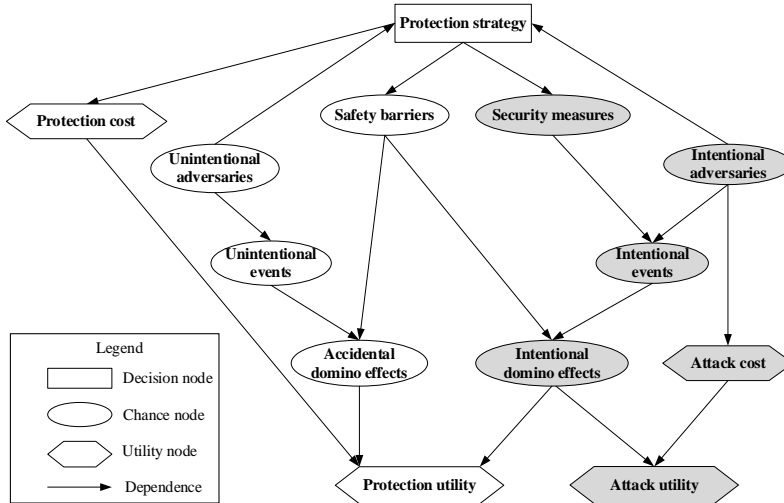 Protection strategy
Protection cost
Safety barriers
Security measures
Unintentional
adversaries
Intentional
adversaries
Unintentional
events
Intentional
events
Accidental
domino effects
Intentional
domino effects
Attack cost
Protection utility
Attack utility
Legend
Decision node
Chance node
Utility node
Dependence